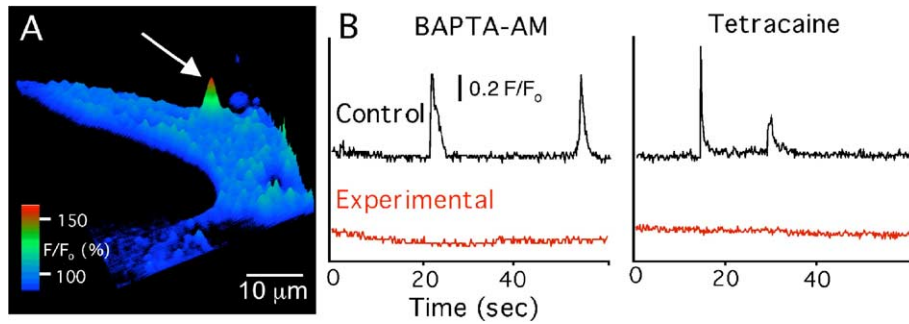 A
150
F/Fₒ (%)
100
10 μm
B
BAPTA-AM
Tetracaine
0.2 F/Fₒ
Control
Experimental
0 20 40
0 20 40
Time (sec)